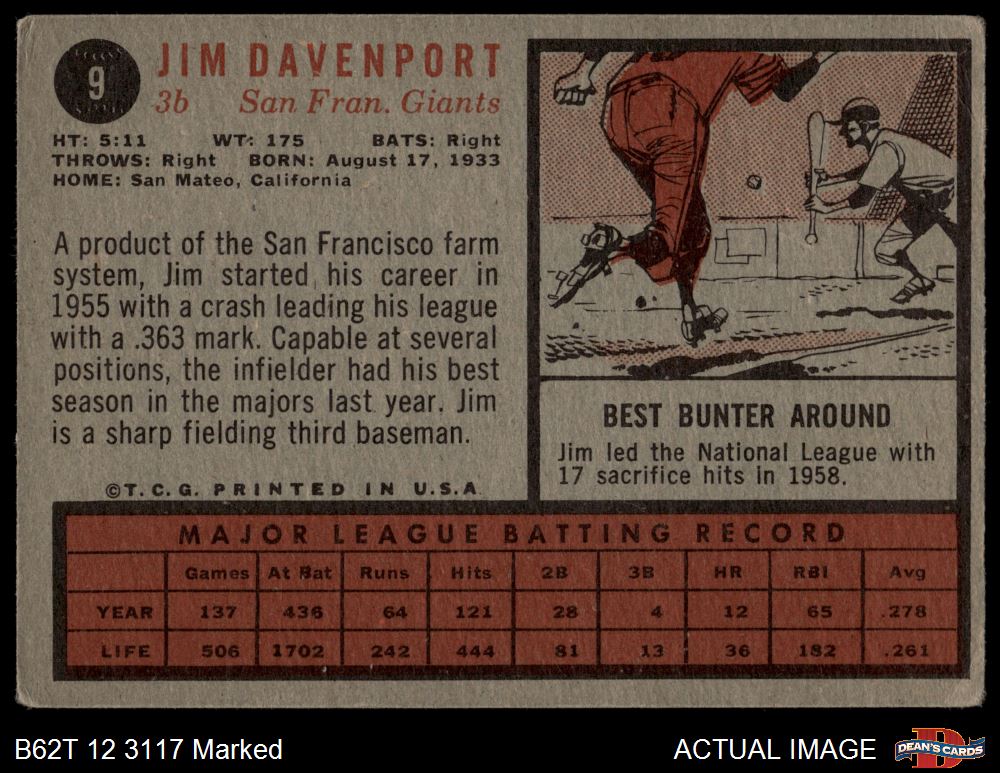 9
JIM DAVENPORT
3b San Fran. Giants
HT: 5:11 WT: 175 BATS: Right
THROWS: Right BORN: August 17, 1933
HOME: San Mateo, California
A product of the San Francisco farm
system, Jim started his career in
1955 with a crash leading his league
with a .363 mark. Capable at several
positions, the infielder had his best
season in the majors last year. Jim
is a sharp fielding third baseman.
©T.C.G. PRINTED IN U.S.A.
BEST BUNTER AROUND
Jim led the National League with
17 sacrifice hits in 1958.
MAJOR LEAGUE BATTING RECORD
Games At Bat Runs Hits 2B 3B HR RBI Avg
YEAR 137 436 64 121 28 4 12 65 .278
LIFE 506 1702 242 444 81 13 36 182 .261
B62T 12 3117 Marked
ACTUAL IMAGE
DEAN'S CARDS